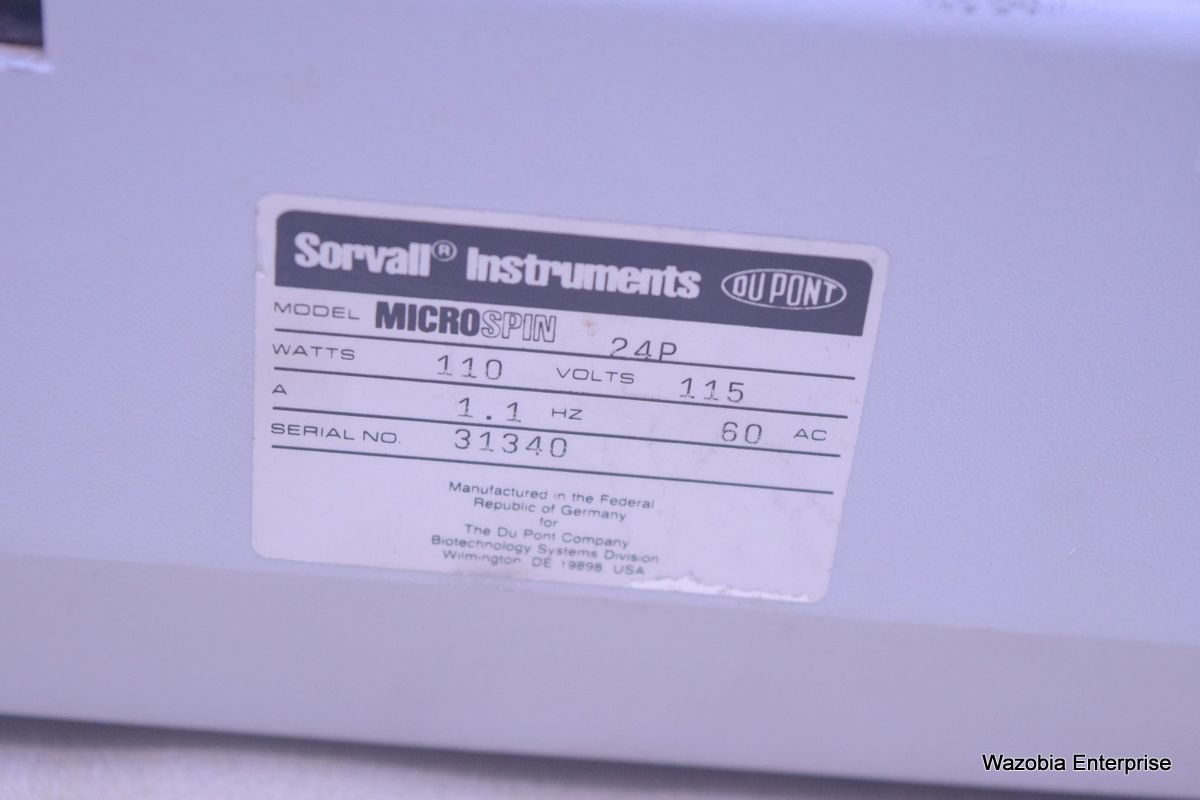 Sorvall® Instruments DU PONT
MODEL MICROSPIN 24P
WATTS 110 VOLTS 115
A 1.1 HZ 60 AC
SERIAL NO. 31340
Manufactured in the Federal
Republic of Germany
for
The Du Pont Company
Biotechnology Systems Division
Wilmington, DE 19898 USA
Wazobia Enterprise